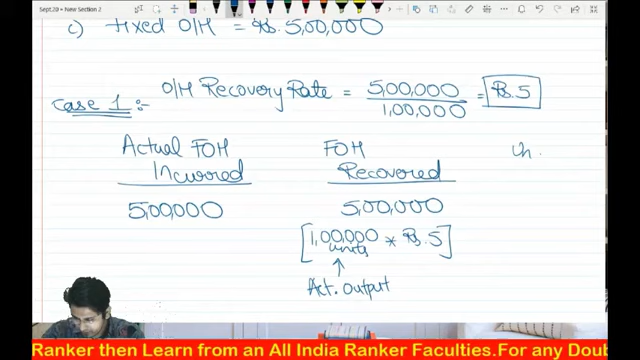 Sept.20 - New Section 2
c) Fixed O/H = Rs. 5,00,000
Case 1:- O/H Recovery Rate = 5,00,000 / 1,00,000 = Rs. 5
Actual FOH Incurred
5,00,000
FOH Recovered
5,00,000
[1,00,000 units * Rs. 5]
Act. Output
Un
Ranker then Learn from an All India Ranker Faculties.For any Doub